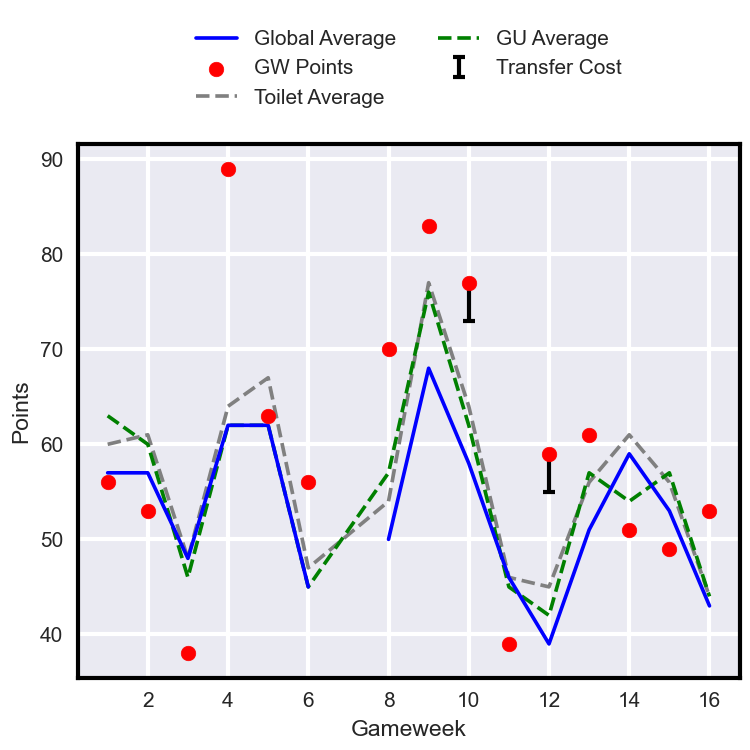 Global Average
GW Points
Toilet Average
GU Average
Transfer Cost
90
80
70
60
50
40
Points
2 4 6 8 10 12 14 16
Gameweek